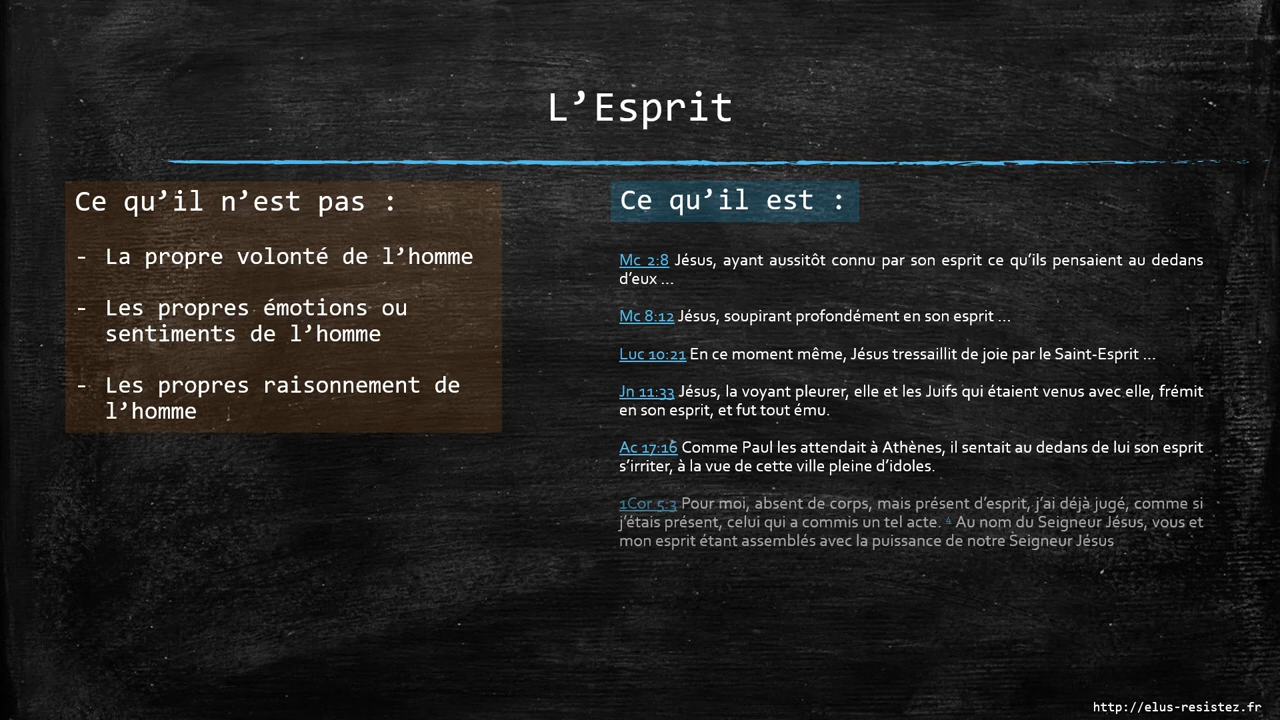 L’Esprit
Ce qu’il n’est pas :
- La propre volonté de l’homme
- Les propres émotions ou
sentiments de l’homme
- Les propres raisonnement de
l’homme
Ce qu’il est :
Mc 2:8 Jésus, ayant aussitôt connu par son esprit ce qu’ils pensaient au dedans
d’eux …
Mc 8:12 Jésus, soupirant profondément en son esprit …
Luc 10:21 En ce moment même, Jésus tressaillit de joie par le Saint-Esprit …
Jn 11:33 Jésus, la voyant pleurer, elle et les Juifs qui étaient venus avec elle, frémit
en son esprit, et fut tout ému.
Ac 17:16 Comme Paul les attendait à Athènes, il sentait au dedans de lui son esprit
s’irriter, à la vue de cette ville pleine d’idoles.
1Cor 5:3 Pour moi, absent de corps, mais présent d’esprit, j’ai déjà jugé, comme si
j’étais présent, celui qui a commis un tel acte. 4 Au nom du Seigneur Jésus, vous et
mon esprit étant assemblés avec la puissance de notre Seigneur Jésus
http://elus-resistez.fr